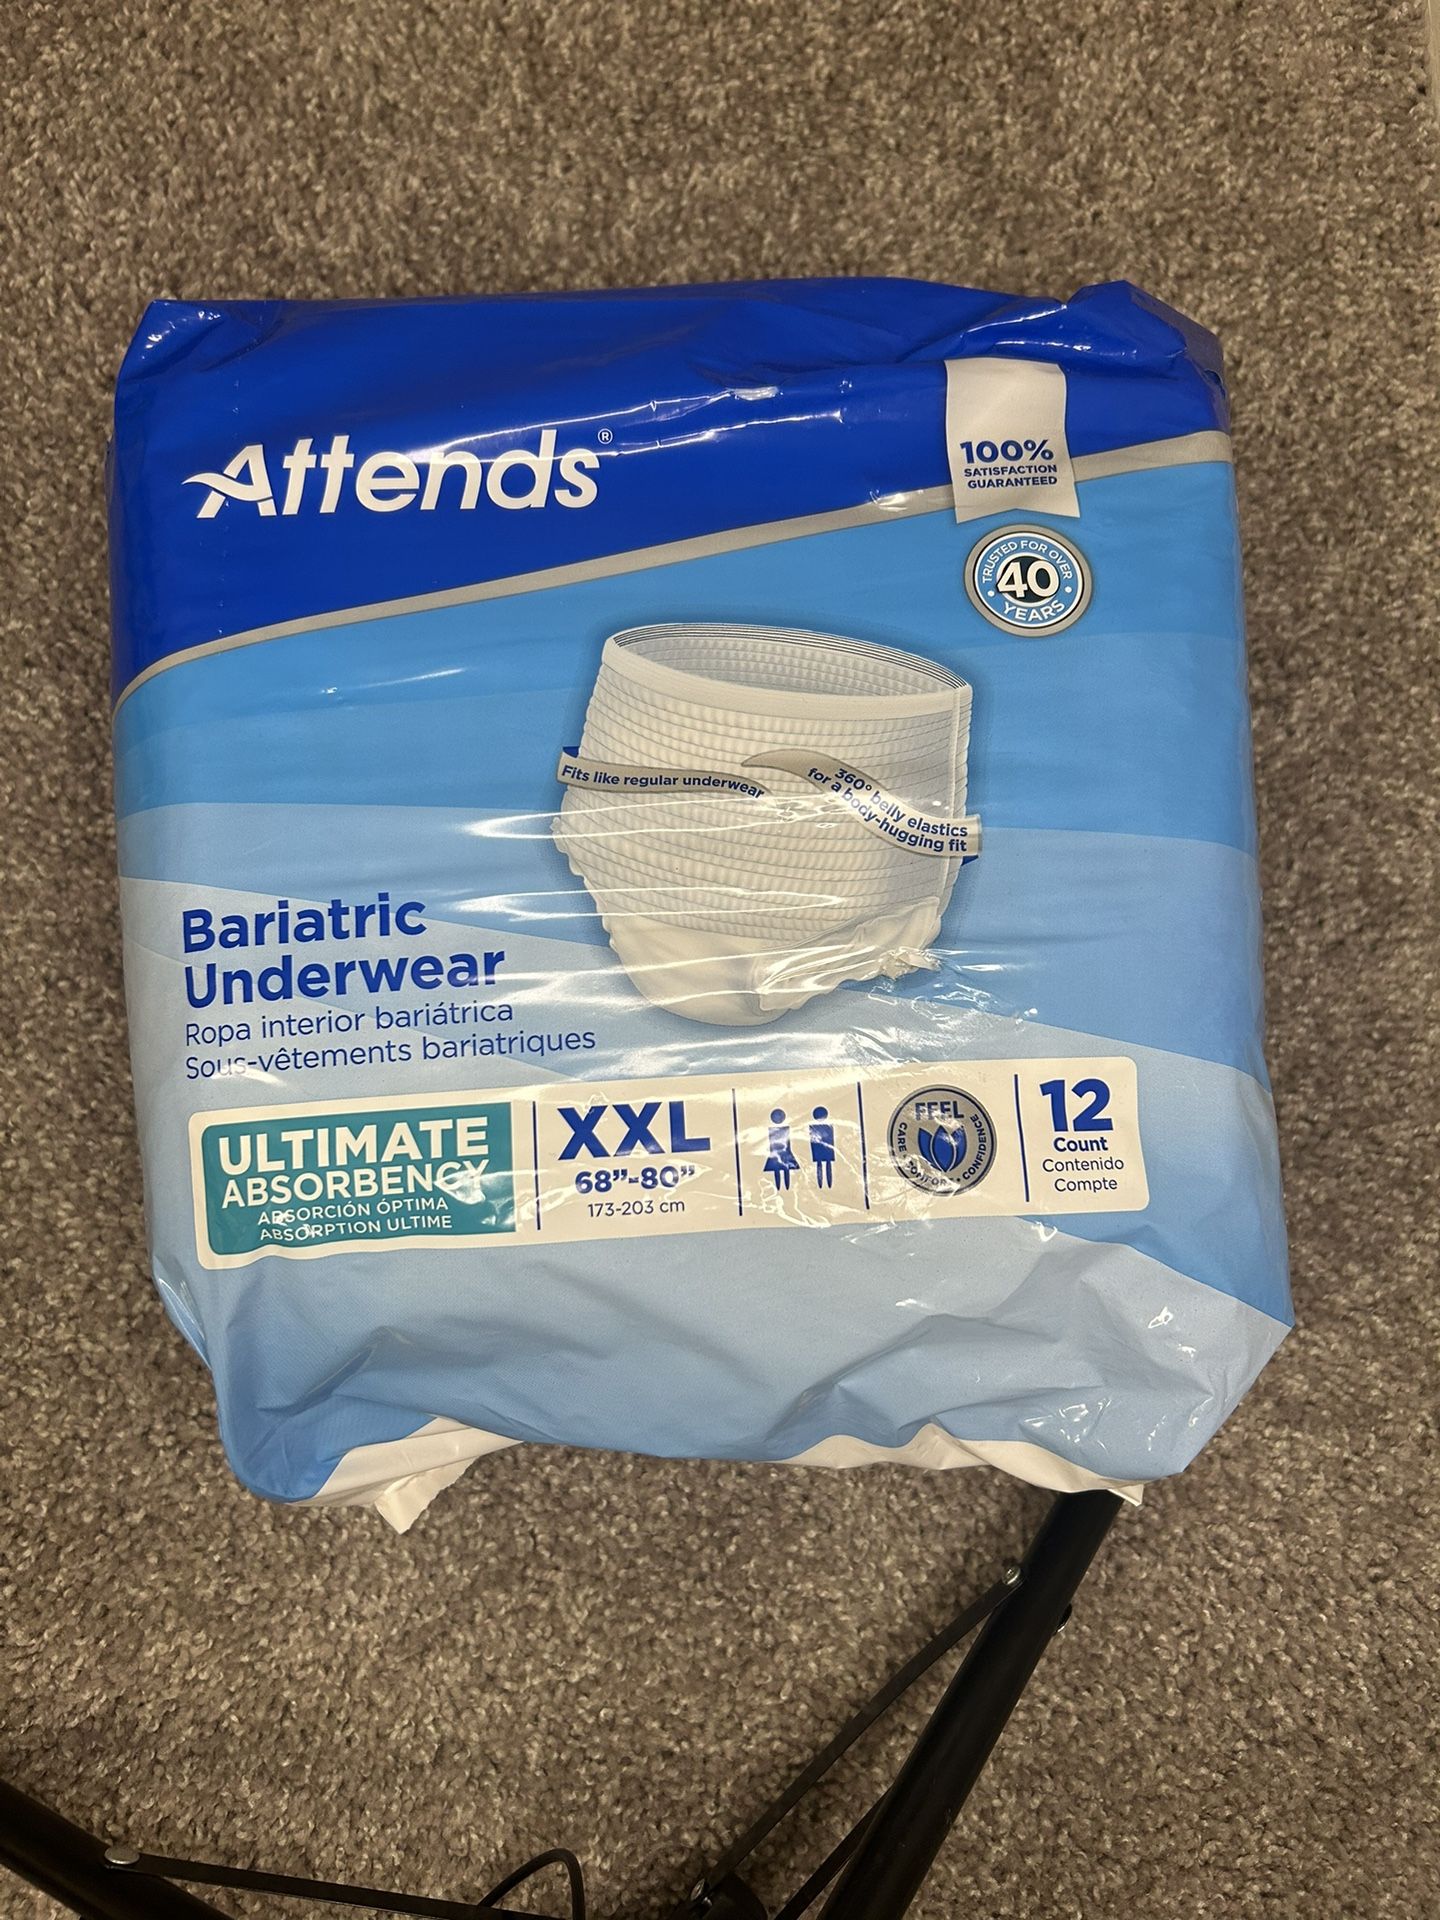 Attends®
100%
SATISFACTION
GUARANTEED
TRUSTED FOR OVER
40
YEARS
Fits like regular underwear
360° belly elastics
for a body-hugging fit
Bariatric
Underwear
Ropa interior bariátrica
Sous-vêtements bariatriques
ULTIMATE
ABSORBENCY
ABSORCIÓN ÓPTIMA
ABSORPTION ULTIME
XXL
68"-80"
173-203 cm
FEEL
CARE • COMFORT • CONFIDENCE
12
Count
Contenido
Compte